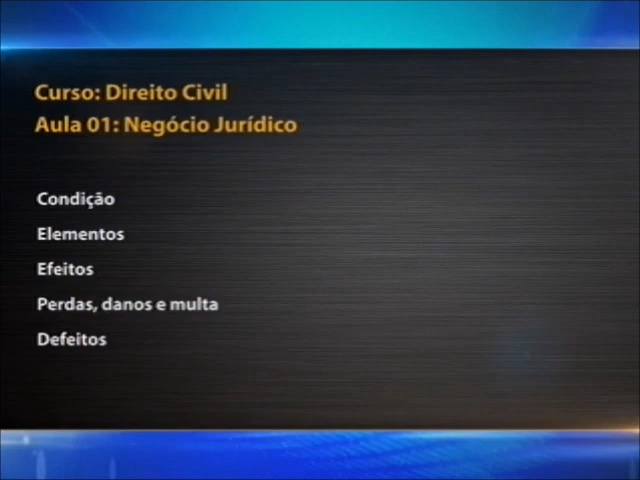 Curso: Direito Civil
Aula 01: Negócio Jurídico
Condição
Elementos
Efeitos
Perdas, danos e multa
Defeitos